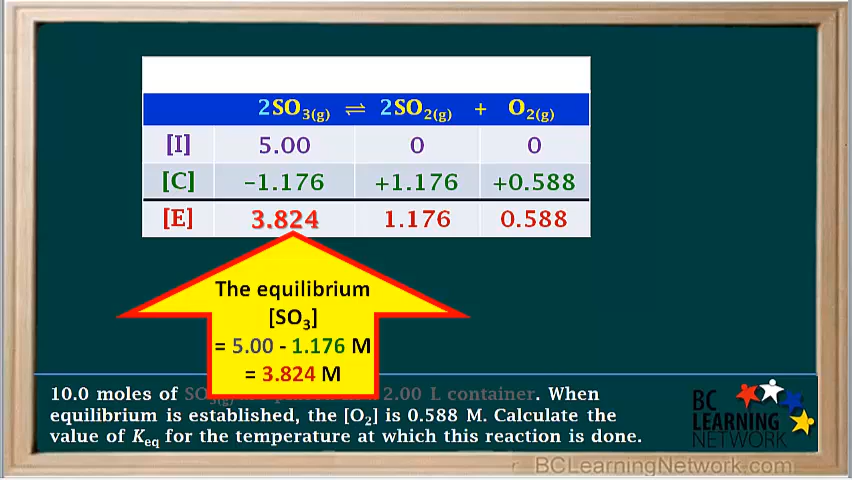 2SO3(g) ⇌ 2SO2(g) + O2(g)
[I] 5.00 0 0
[C] –1.176 +1.176 +0.588
[E] 3.824 1.176 0.588
The equilibrium
[SO3]
= 5.00 - 1.176 M
= 3.824 M
10.0 moles of SO3(g) 2.00 L container. When
equilibrium is established, the [O2] is 0.588 M. Calculate the
value of Keq for the temperature at which this reaction is done.
BC
LEARNING
NETWORK
BCLearningNetwork.com